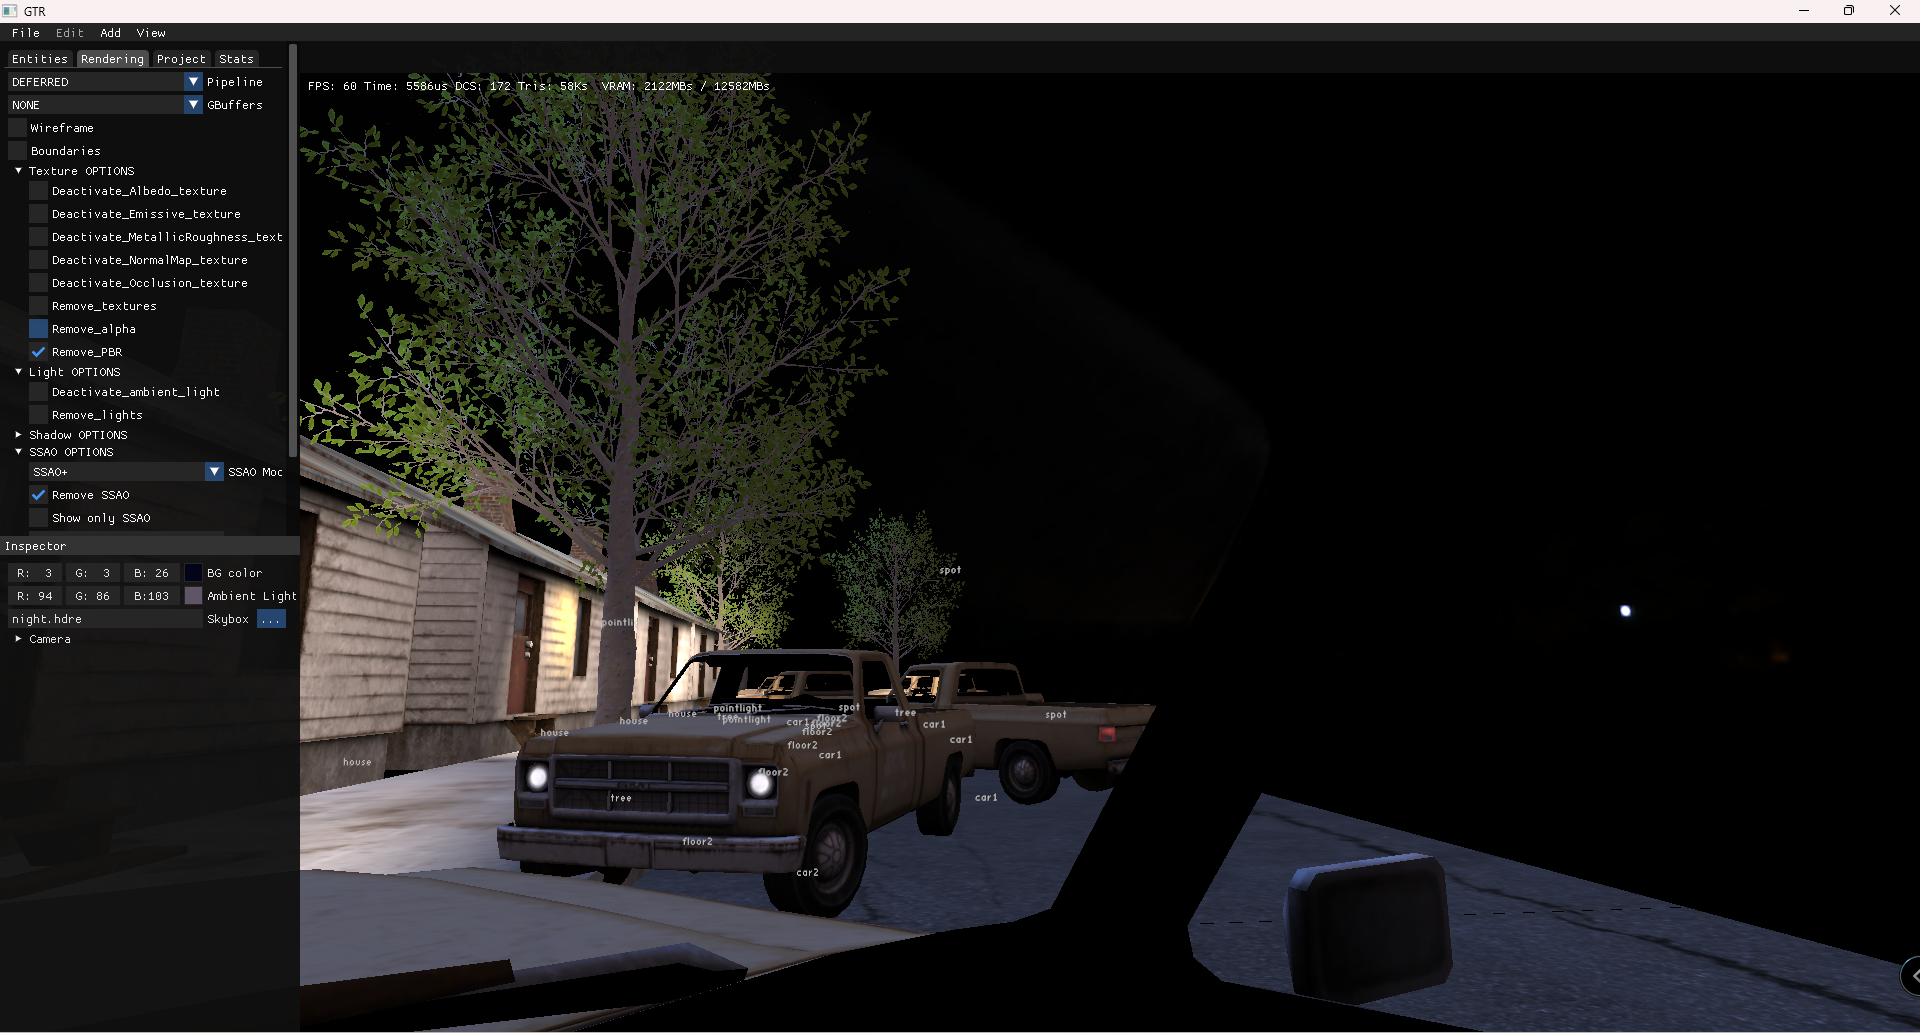 GTR
File Edit Add View
Entities Rendering Project Stats
DEFERRED Pipeline
NONE GBuffers
Wireframe
Boundaries
Texture OPTIONS
Deactivate_Albedo_texture
Deactivate_Emissive_texture
Deactivate_MetallicRoughness_text
Deactivate_NormalMap_texture
Deactivate_Occlusion_texture
Remove_textures
Remove_alpha
Remove_PBR
Light OPTIONS
Deactivate_ambient_light
Remove_lights
Shadow OPTIONS
SSAO OPTIONS
SSAO+ SSAO Moc
Remove SSAO
Show only SSAO
Inspector
R: 3 G: 3 B: 26 BG color
R: 94 G: 86 B:103 Ambient Light
night.hdre Skybox ...
Camera
FPS: 60 Time: 5586us DCS: 172 Tris: 58Ks VRAM: 2122MBs / 12582MBs
spot
pointli
pointlight
spot
tree
spot
house
house
tree
pointlight
car1
floor2
car1
house
floor2
car1
floor2
car1
house
floor2
tree
car1
floor2
car2